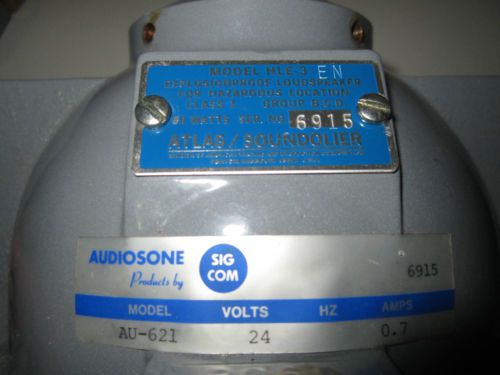 MODEL HLE-3 EN
EXPLOSIONPROOF LOUDSPEAKER
FOR HAZARDOUS LOCATION
CLASS 1 GROUP B,C,D
WATTS SER. NO. 6915
ATLAS/SOUNDOLIER
AUDIOSONE
Products by
SIG
COM
6915
MODEL VOLTS HZ AMPS
AU-621 24 0.7